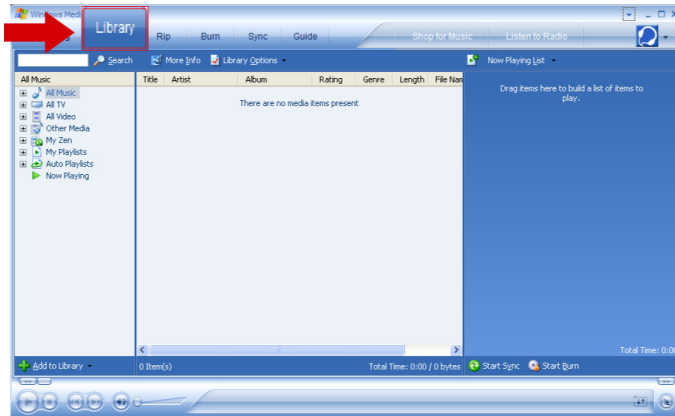 Windows Medi
Library
Rip Burn Sync Guide Shop for Music Listen to Radio
Search More Info Library Options Now Playing List
All Music
Title Artist Album Rating Genre Length File Nan
All Music
All TV
All Video
Other Media
My Zen
My Playlists
Auto Playlists
Now Playing
There are no media items present
Drag items here to build a list of items to
play.
Total Time: 0:00
Add to Library 0 Item(s) Total Time: 0:00 / 0 bytes Start Sync Start Burn